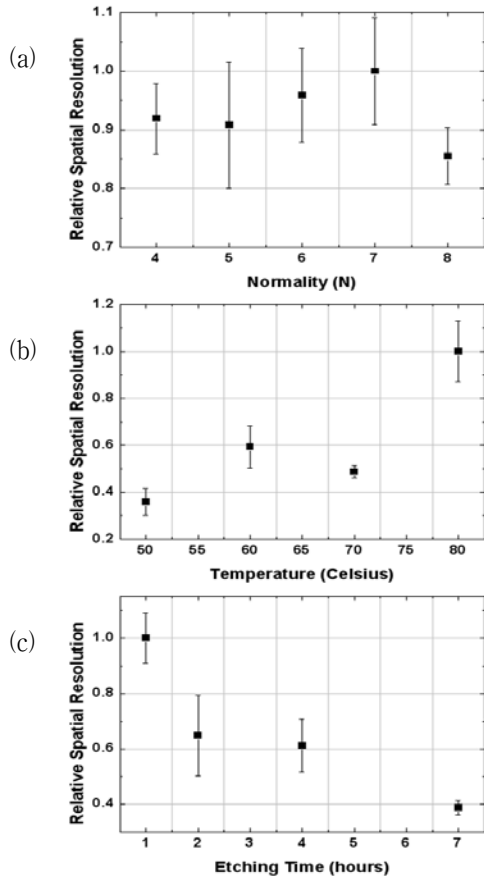 (a)
Relative Spatial Resolution
1.1
1.0
0.9
0.8
0.7
4 5 6 7 8
Normality (N)
(b)
Relative Spatial Resolution
1.2
1.0
0.8
0.6
0.4
0.2
50 55 60 65 70 75 80
Temperature (Celsius)
(c)
Relative Spatial Resolution
1.0
0.8
0.6
0.4
1 2 3 4 5 6 7
Etching Time (hours)